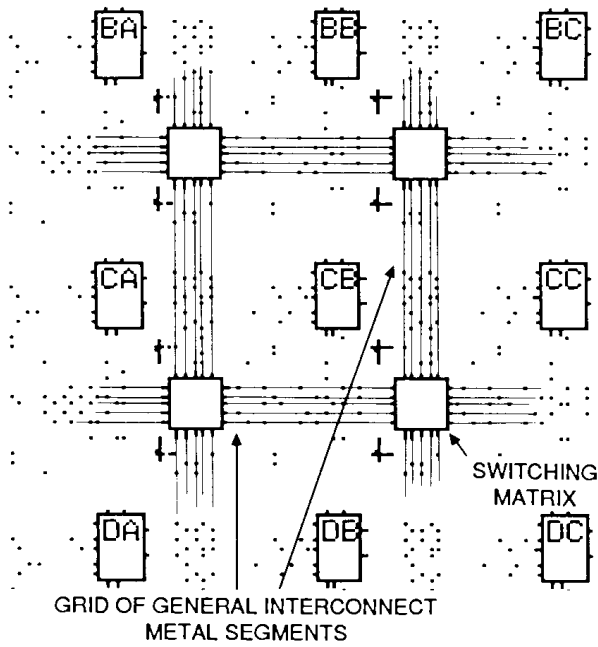 BA BB BC
CA CB CC
SWITCHING
MATRIX
DA DB DC
GRID OF GENERAL INTERCONNECT
METAL SEGMENTS